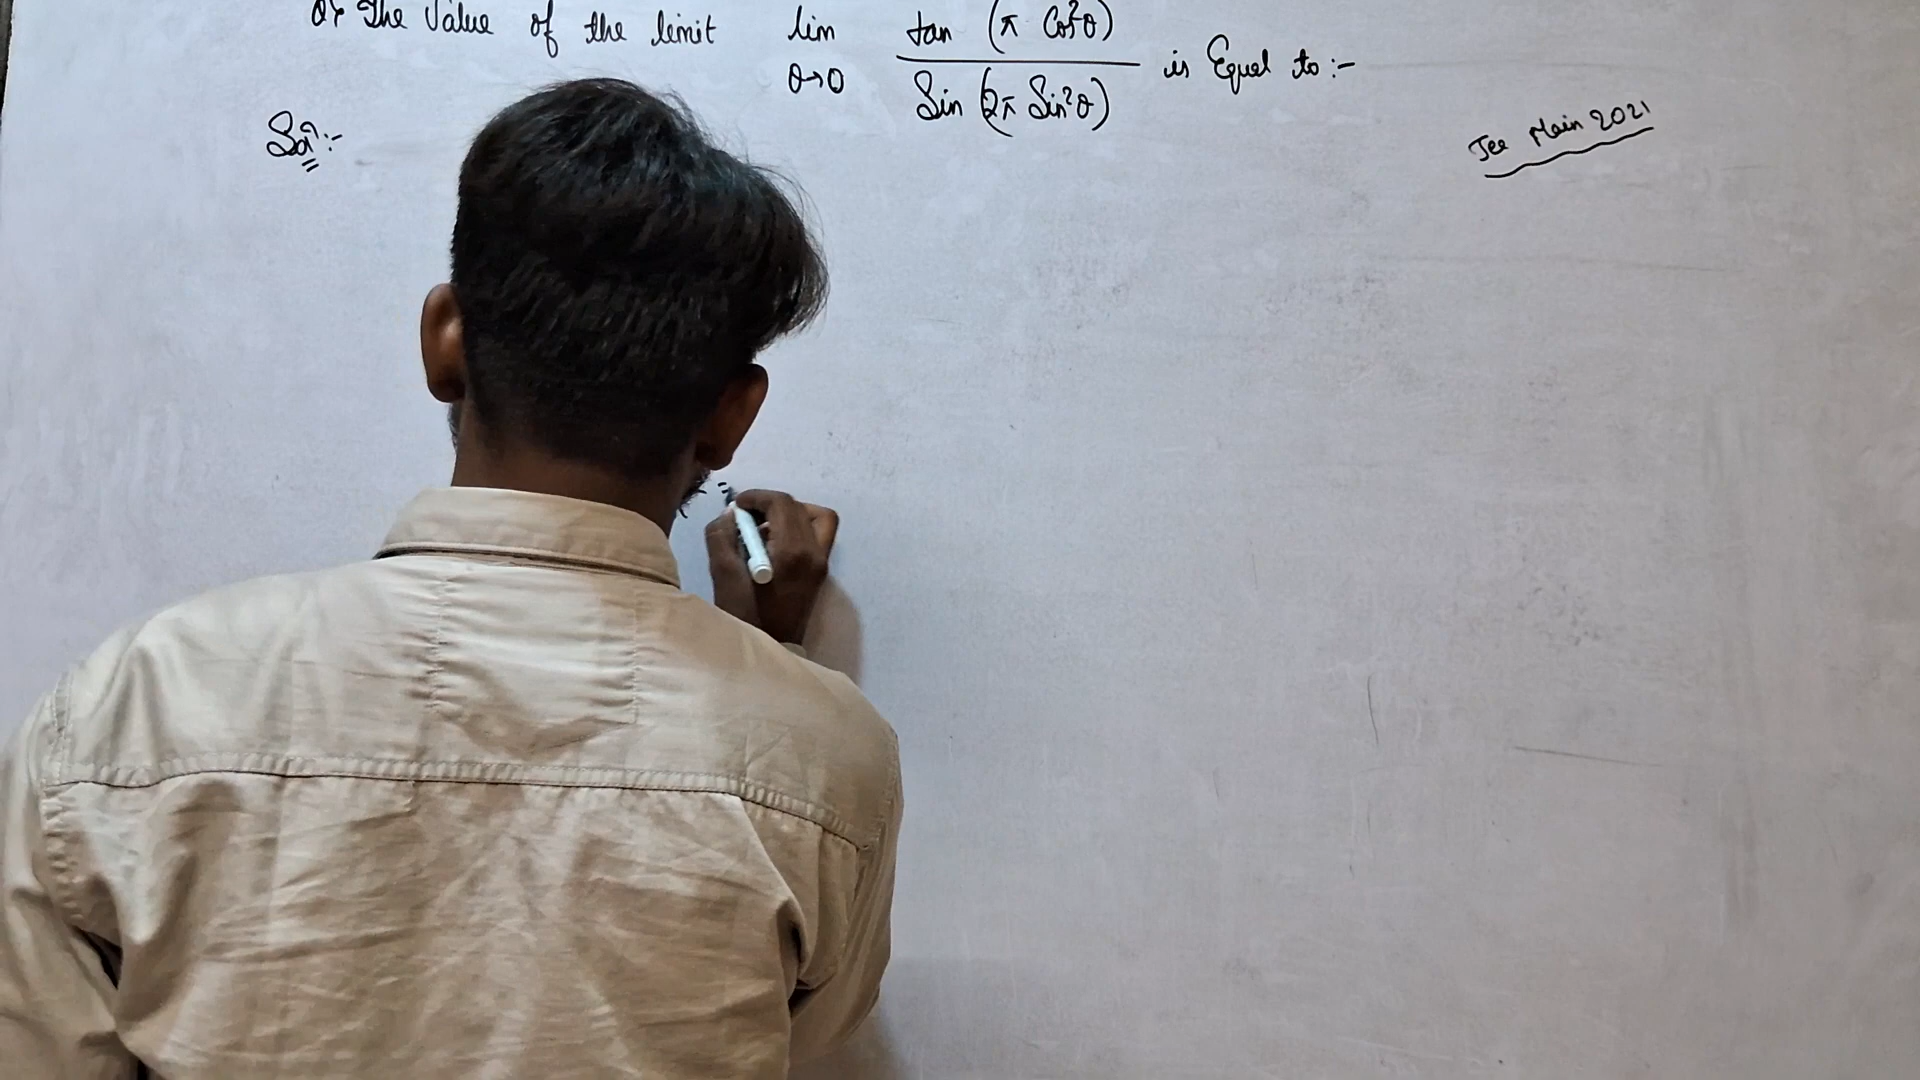 Q⟩ The Value of the limit lim θ→0 tan (π Cos²θ) / Sin (2π Sin²θ) is Equal to :-
Solⁿ:-
Jee Main 2021
=